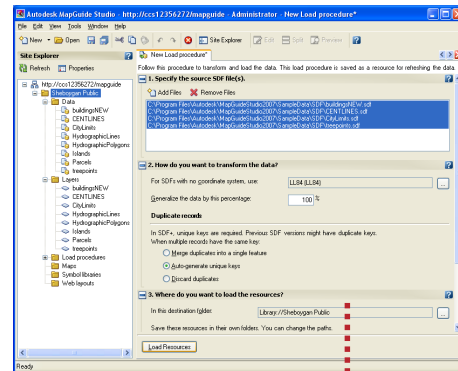 Autodesk MapGuide Studio - http://ccs12356272/mapguide - Administrator - New Load procedure*
File Edit View Tools Window Help
New Open Site Explorer Edit Split Preview
Site Explorer
Refresh Properties
http://ccs12356272/mapguide
Sheboygan Public
Data
buildingsNEW
CENTLINES
CityLimits
HydrographicLines
HydrographicPolygons
Islands
Parcels
treepoints
Layers
buildingsNEW
CENTLINES
CityLimits
HydrographicLines
HydrographicPolygons
Islands
Parcels
treepoints
Load procedures
Maps
Symbol libraries
Web layouts
New Load procedure*
Follow this procedure to transform and load the data. This load procedure is saved as a resource for refreshing the data.
1. Specify the source SDF file(s).
Add Files Remove Files
C:\Program Files\Autodesk\MapGuideStudio2007\SampleData\SDF\buildingsNEW.sdf
C:\Program Files\Autodesk\MapGuideStudio2007\SampleData\SDF\CENTLINES.sdf
C:\Program Files\Autodesk\MapGuideStudio2007\SampleData\SDF\CityLimits.sdf
C:\Program Files\Autodesk\MapGuideStudio2007\SampleData\SDF\treepoints.sdf
2. How do you want to transform the data?
For SDFs with no coordinate system, use: LL84 [LL84] ...
Generalize the data by this percentage: 100 %
Duplicate records
In SDF+, unique keys are required. Previous SDF versions might have duplicate keys.
When multiple records have the same key:
Merge duplicates into a single feature
Auto-generate unique keys
Discard duplicates
3. Where do you want to load the resources?
In this destination folder: Library://Sheboygan Public ...
Save these resources in their own folders. You can change the paths.
Load Resources
Ready